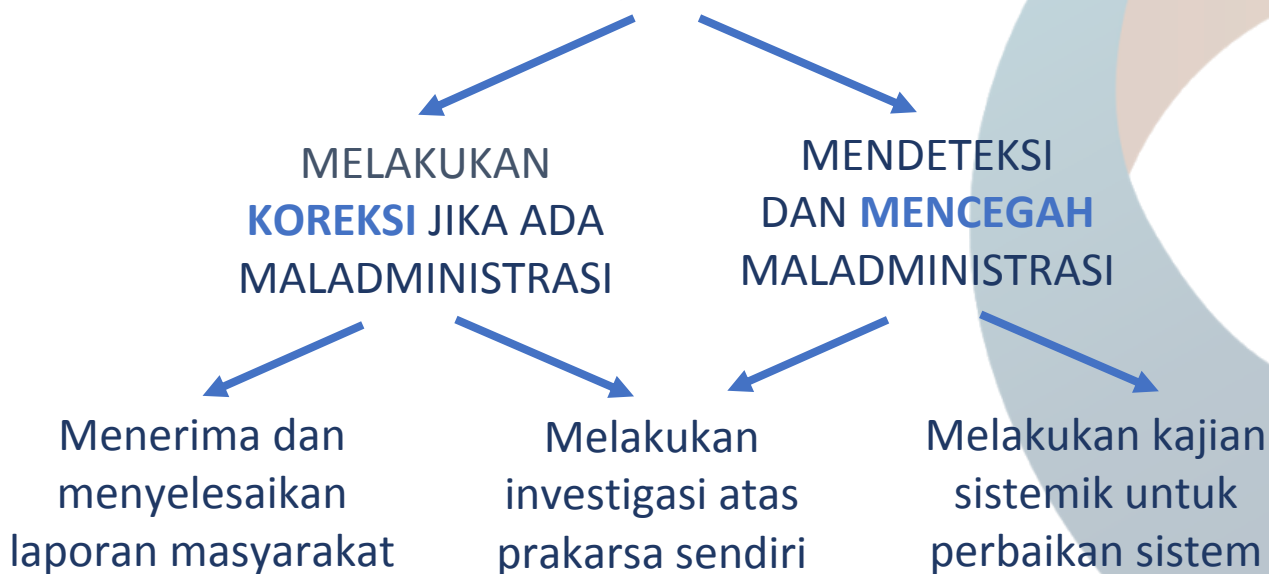 MELAKUKAN
KOREKSI JIKA ADA
MALADMINISTRASI
MENDETEKSI
DAN MENCEGAH
MALADMINISTRASI
Menerima dan
menyelesaikan
laporan masyarakat
Melakukan
investigasi atas
prakarsa sendiri
Melakukan kajian
sistemik untuk
perbaikan sistem